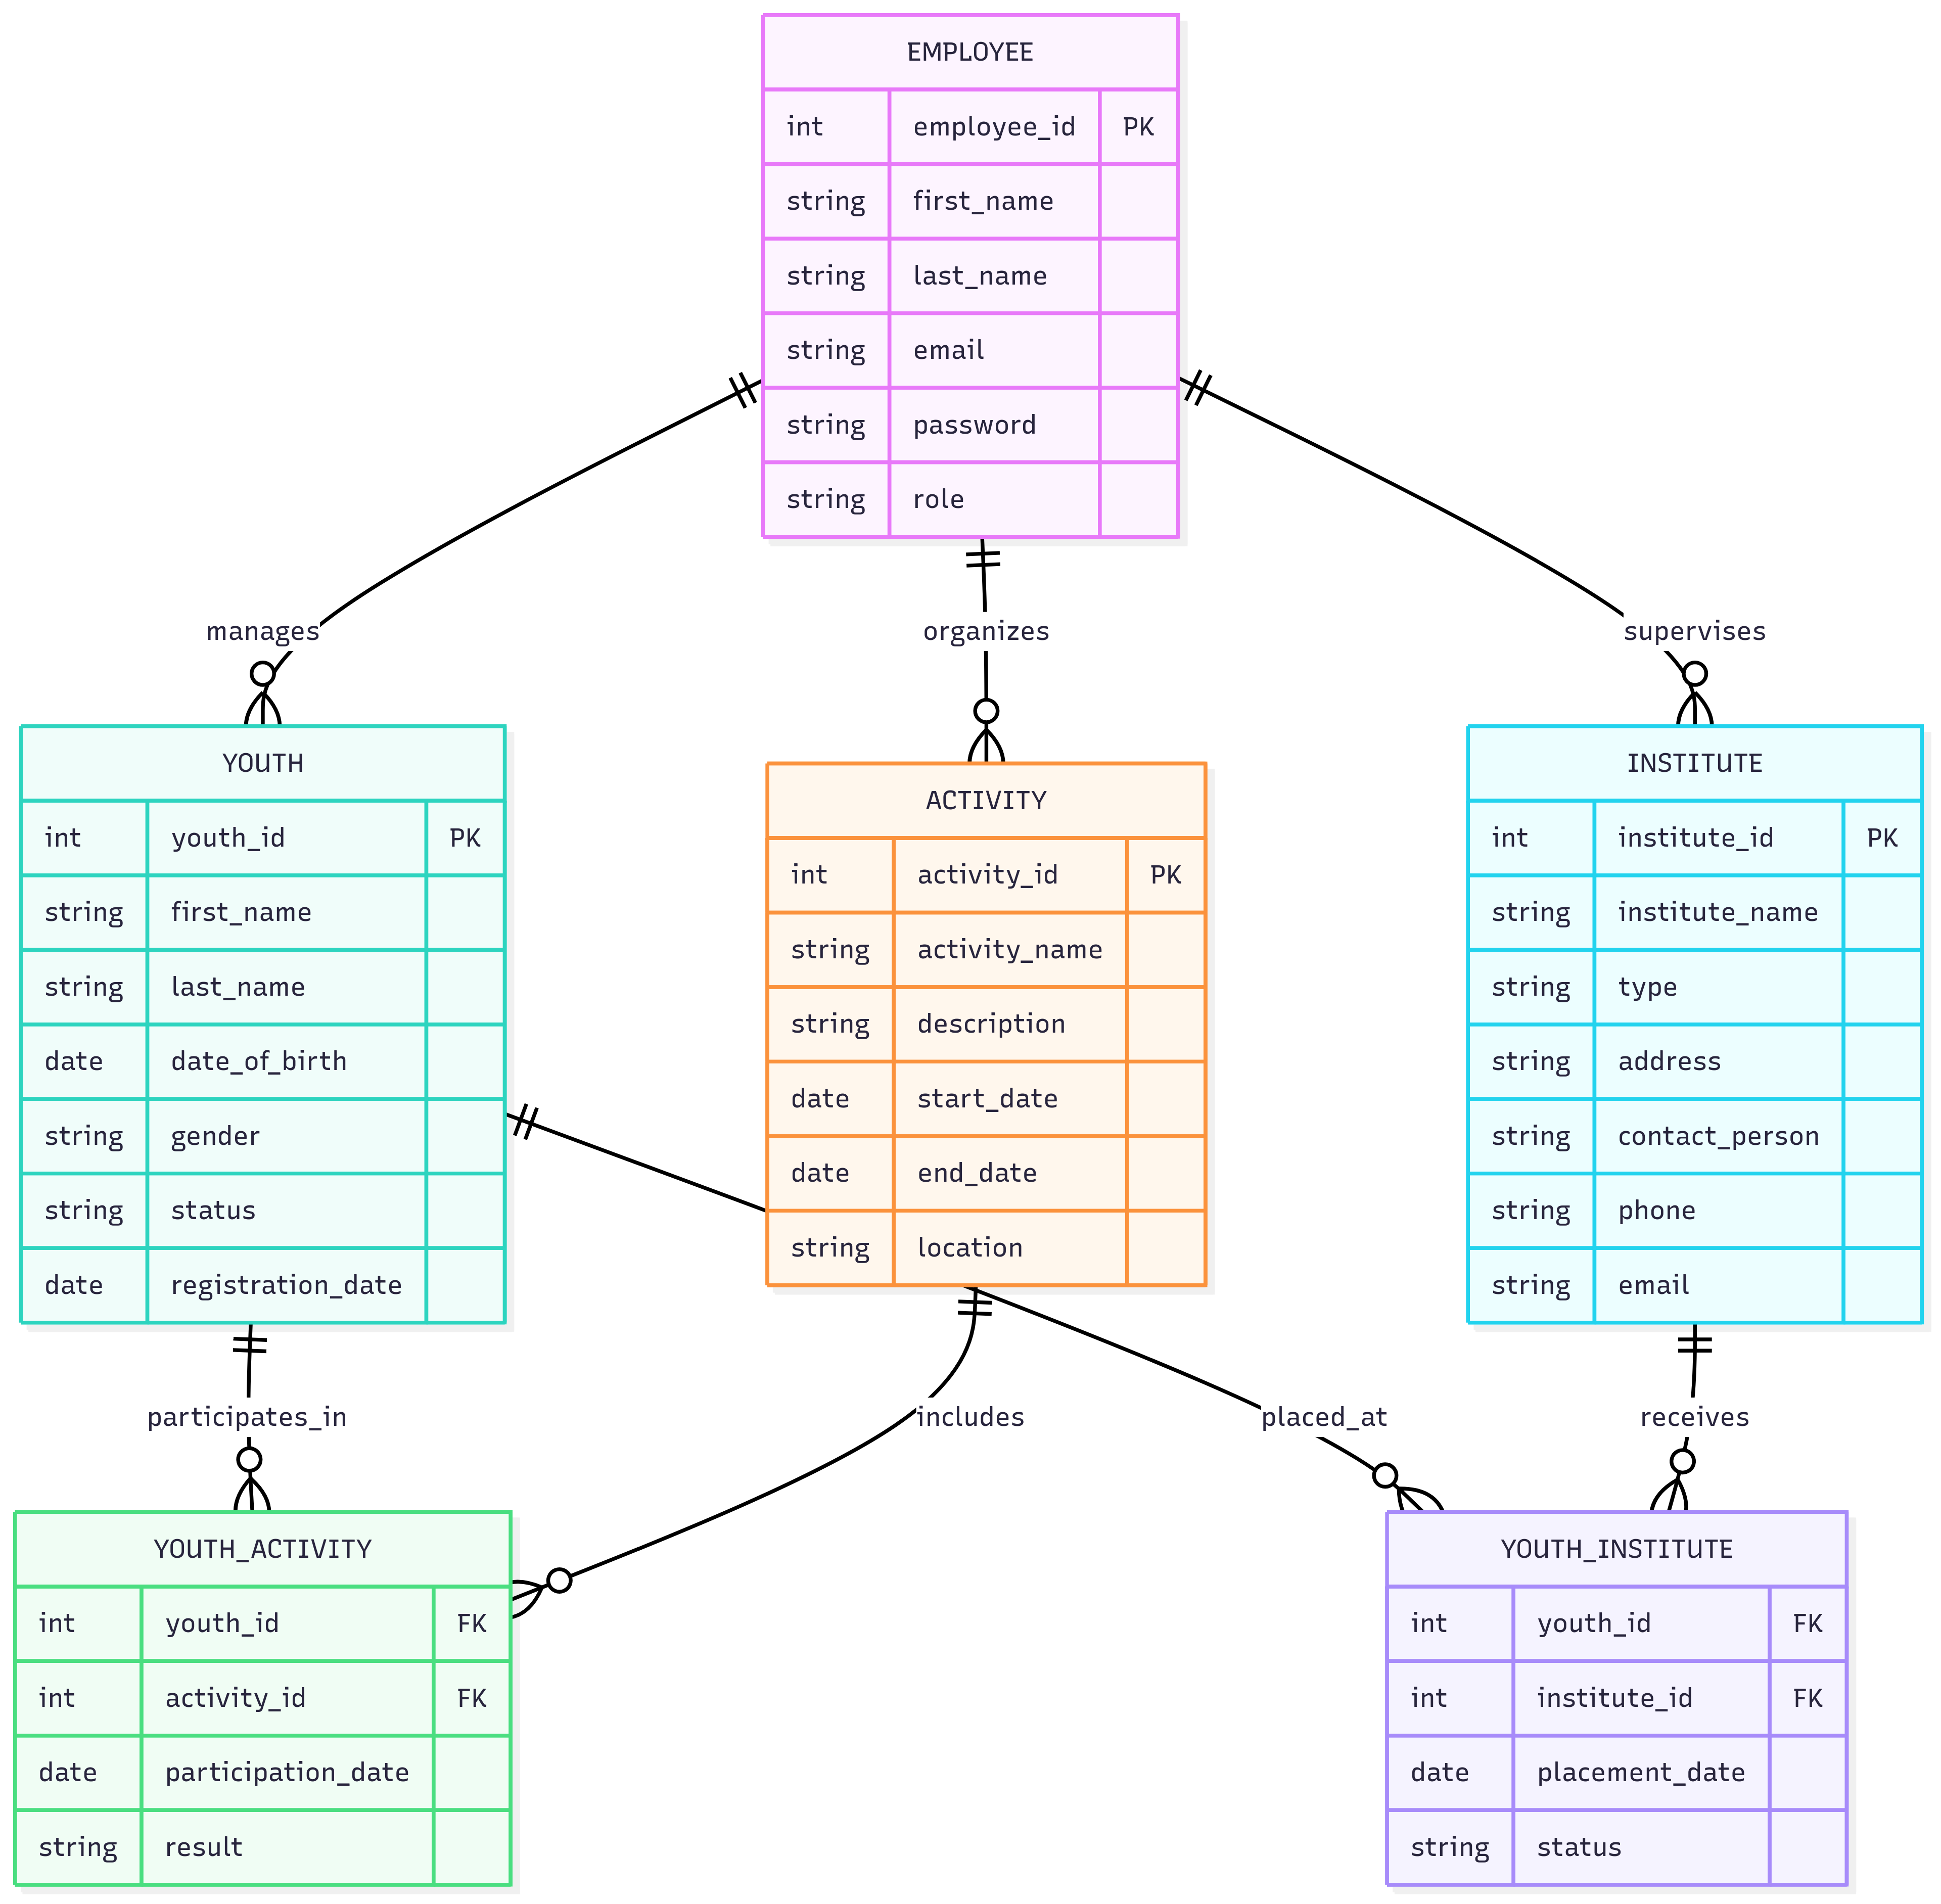 EMPLOYEE
int employee_id PK
string first_name
string last_name
string email
string password
string role
manages
organizes
supervises
YOUTH
int youth_id PK
string first_name
string last_name
date date_of_birth
string gender
string status
date registration_date
ACTIVITY
int activity_id PK
string activity_name
string description
date start_date
date end_date
string location
INSTITUTE
int institute_id PK
string institute_name
string type
string address
string contact_person
string phone
string email
participates_in
includes
placed_at
receives
YOUTH_ACTIVITY
int youth_id FK
int activity_id FK
date participation_date
string result
YOUTH_INSTITUTE
int youth_id FK
int institute_id FK
date placement_date
string status